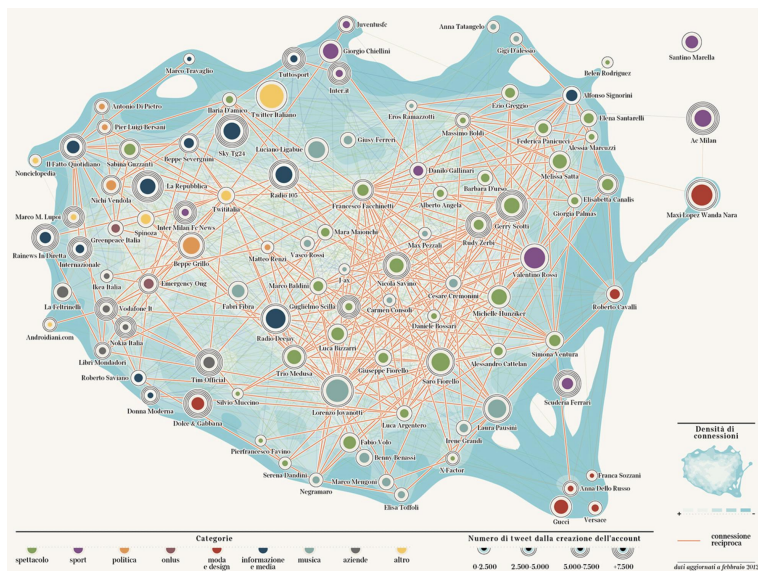 Juventusfc
Anna Tatangelo
Giorgio Chiellini
Gigi D'alessio
Santino Marella
Marco Travaglio
Tuttosport
Belen Rodriguez
Inter.it
Alfonso Signorini
Antonio Di Pietro
Ilaria D'amico
Twitter Italiano
Eros Ramazzotti
Ezio Greggio
Elena Santarelli
Pier Luigi Bersani
Massimo Boldi
Ac Milan
Sky Tg24
Giusy Ferreri
Federica Panicucci
Il Fatto Quotidiano
Sabina Guzzanti
Beppe Severgnini
Luciano Ligabue
Alessia Marcuzzi
Nonciclopedia
Danilo Gallinari
Melissa Satta
La Repubblica
Radio 105
Barbara D'urso
Nichi Vendola
Twititalia
Francesco Facchinetti
Alberto Angela
Elisabetta Canalis
Maxi Lopez Wanda Nara
Giorgia Palmas
Marco M. Lupoi
Spinoza
Inter Milan Fc News
Gerry Scotti
Greenpeace Italia
Mara Maionchi
Rudy Zerbi
Max Pezzali
Rainews In Diretta
Internazionale
Beppe Grillo
Matteo Renzi
Vasco Rossi
Valentino Rossi
J-ax
Nicola Savino
Ikea Italia
Emergency Ong
Marco Baldini
Cesare Cremonini
Roberto Cavalli
La Feltrinelli
Fabri Fibra
Guglielmo Scilla
Carmen Consoli
Vodafone It
Michelle Hunziker
Androidiani.com
Nokia Italia
Radio Deejay
Daniele Bossari
Luca Bizzarri
Simona Ventura
Libri Mondadori
Trio Medusa
Giuseppe Fiorello
Alessandro Cattelan
Roberto Saviano
Tim Official
Saro Fiorello
Donna Moderna
Silvio Muccino
Scuderia Ferrari
Dolce & Gabbana
Lorenzo Jovanotti
Luca Argentero
Laura Pausini
Irene Grandi
Pierfrancesco Favino
Fabio Volo
Benny Benassi
X-Factor
Serena Dandini
Franca Sozzani
Negramaro
Marco Mengoni
Anna Dello Russo
Elisa Toffoli
Gucci
Versace
Densità di
connessioni
+ -
connessione
reciproca
dati aggiornati a febbraio 2012
Categorie
spettacolo sport politica onlus moda e design informazione e media musica aziende altro
Numero di tweet dalla creazione dell'account
0-2.500 2.500-5.000 5.000-7.500 +7.500